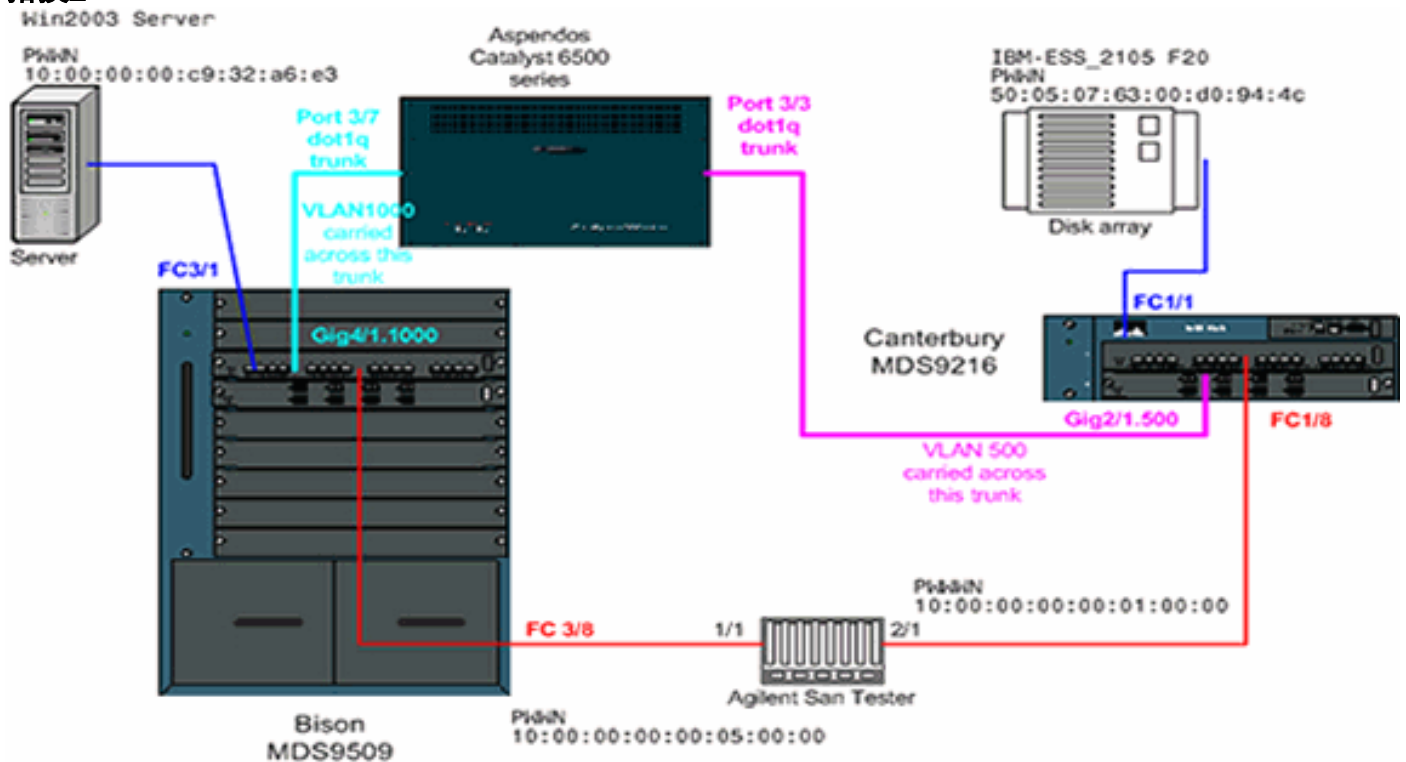 Win2003 Server
PWWN
10:00:00:00:c9:32:a6:e3
Server
Aspendos
Catalyst 6500
series
Port 3/7
dot1q
trunk
VLAN1000
carried
across this
trunk
Port 3/3
dot1q
trunk
IBM-ESS_2105 F20
PWWN
50:05:07:63:00:d0:94:4c
Disk array
FC3/1
Gig4/1.1000
FC1/1
Canterbury
MDS9216
Gig2/1.500
FC1/8
VLAN 500
carried across
this trunk
PWWN
10:00:00:00:00:01:00:00
FC 3/8
1/1
2/1
Agilent San Tester
Bison
MDS9509
PWWN
10:00:00:00:00:05:00:00